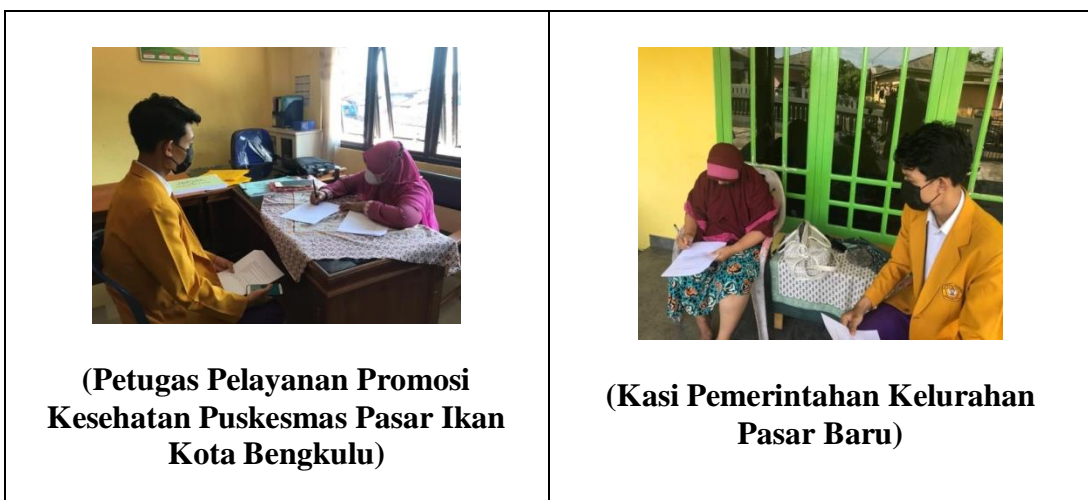 (Petugas Pelayanan Promosi
Kesehatan Puskesmas Pasar Ikan
Kota Bengkulu)
(Kasi Pemerintahan Kelurahan
Pasar Baru)